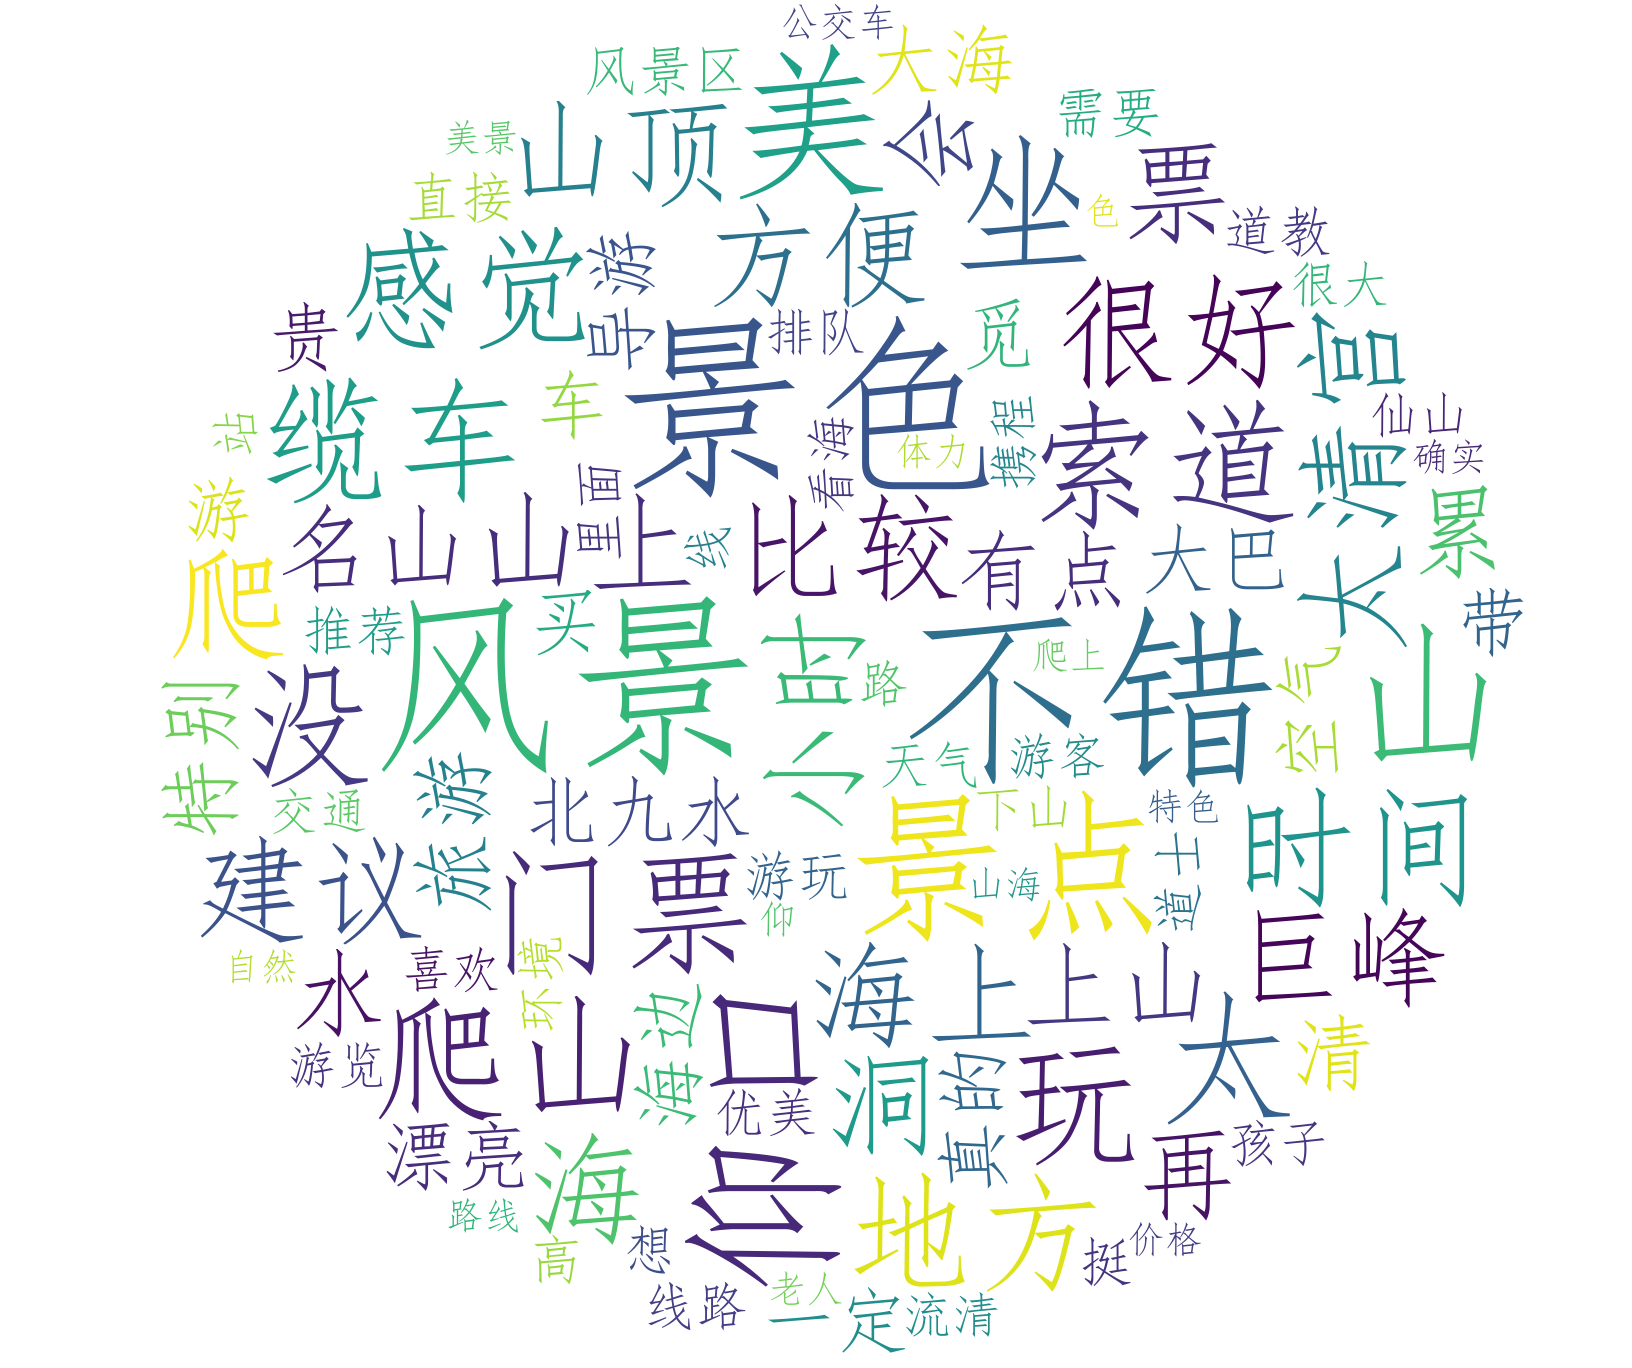 公交车
风景区
美
大海
美景
山顶
会
坐
需要
票
直接
色
道教
感觉
导游
方便
很好
很大
贵
排队
觅
太清宫
缆车
车
景色
索道
仙山
站
看海
体力
携程
确实
游
名山
山上
里面
线
比较
有点
大巴
累
爬
推荐
风景
买
小时
路
不错
爬上
空气
山
带
特别
没
旅游
天气
游客
交通
北九水
下山
特色
时间
建议
门票
游玩
景点
山海
道士
仰
自然
水
喜欢
环境
海上
上山
巨峰
游览
爬山
海边
仰口
优美
洞
真的
玩
太
清
漂亮
海
再
孩子
路线
高
想
地方
挺
价格
线路
老人
一定
流清